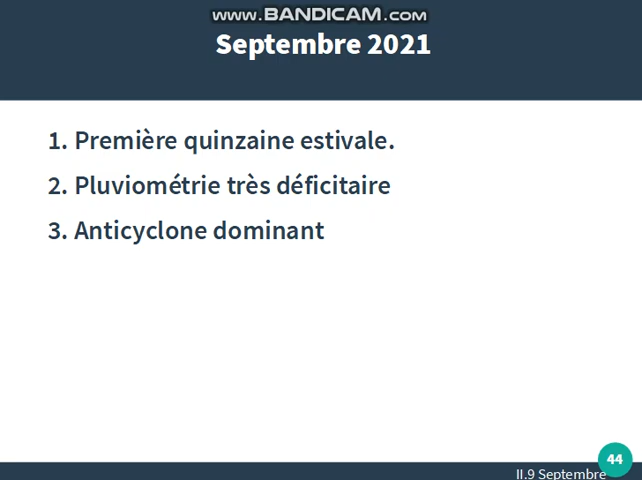 www.BANDICAM.com
Septembre 2021
1. Première quinzaine estivale.
2. Pluviométrie très déficitaire
3. Anticyclone dominant
44
II.9 Septembre